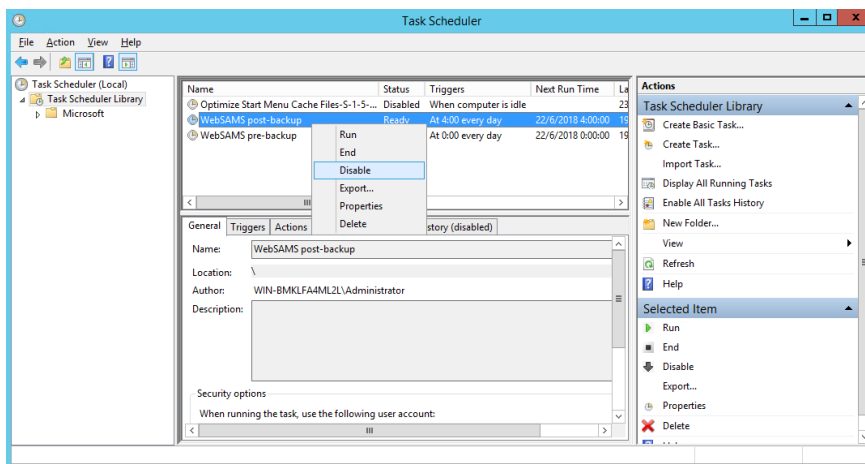 Task Scheduler
File Action View Help
Task Scheduler (Local)
Task Scheduler Library
Microsoft
Name Status Triggers Next Run Time La
Optimize Start Menu Cache Files-S-1-5-... Disabled When computer is idle 23
WebSAMS post-backup Ready At 4:00 every day 22/6/2018 4:00:00 19
WebSAMS pre-backup At 0:00 every day 22/6/2018 0:00:00 19
Run
End
Disable
Export...
Properties
Delete
General Triggers Actions story (disabled)
Name: WebSAMS post-backup
Location: \
Author: WIN-BMKLFA4ML2L\Administrator
Description:
Security options
When running the task, use the following user account:
Actions
Task Scheduler Library
Create Basic Task...
Create Task...
Import Task...
Display All Running Tasks
Enable All Tasks History
New Folder...
View
Refresh
Help
Selected Item
Run
End
Disable
Export...
Properties
Delete